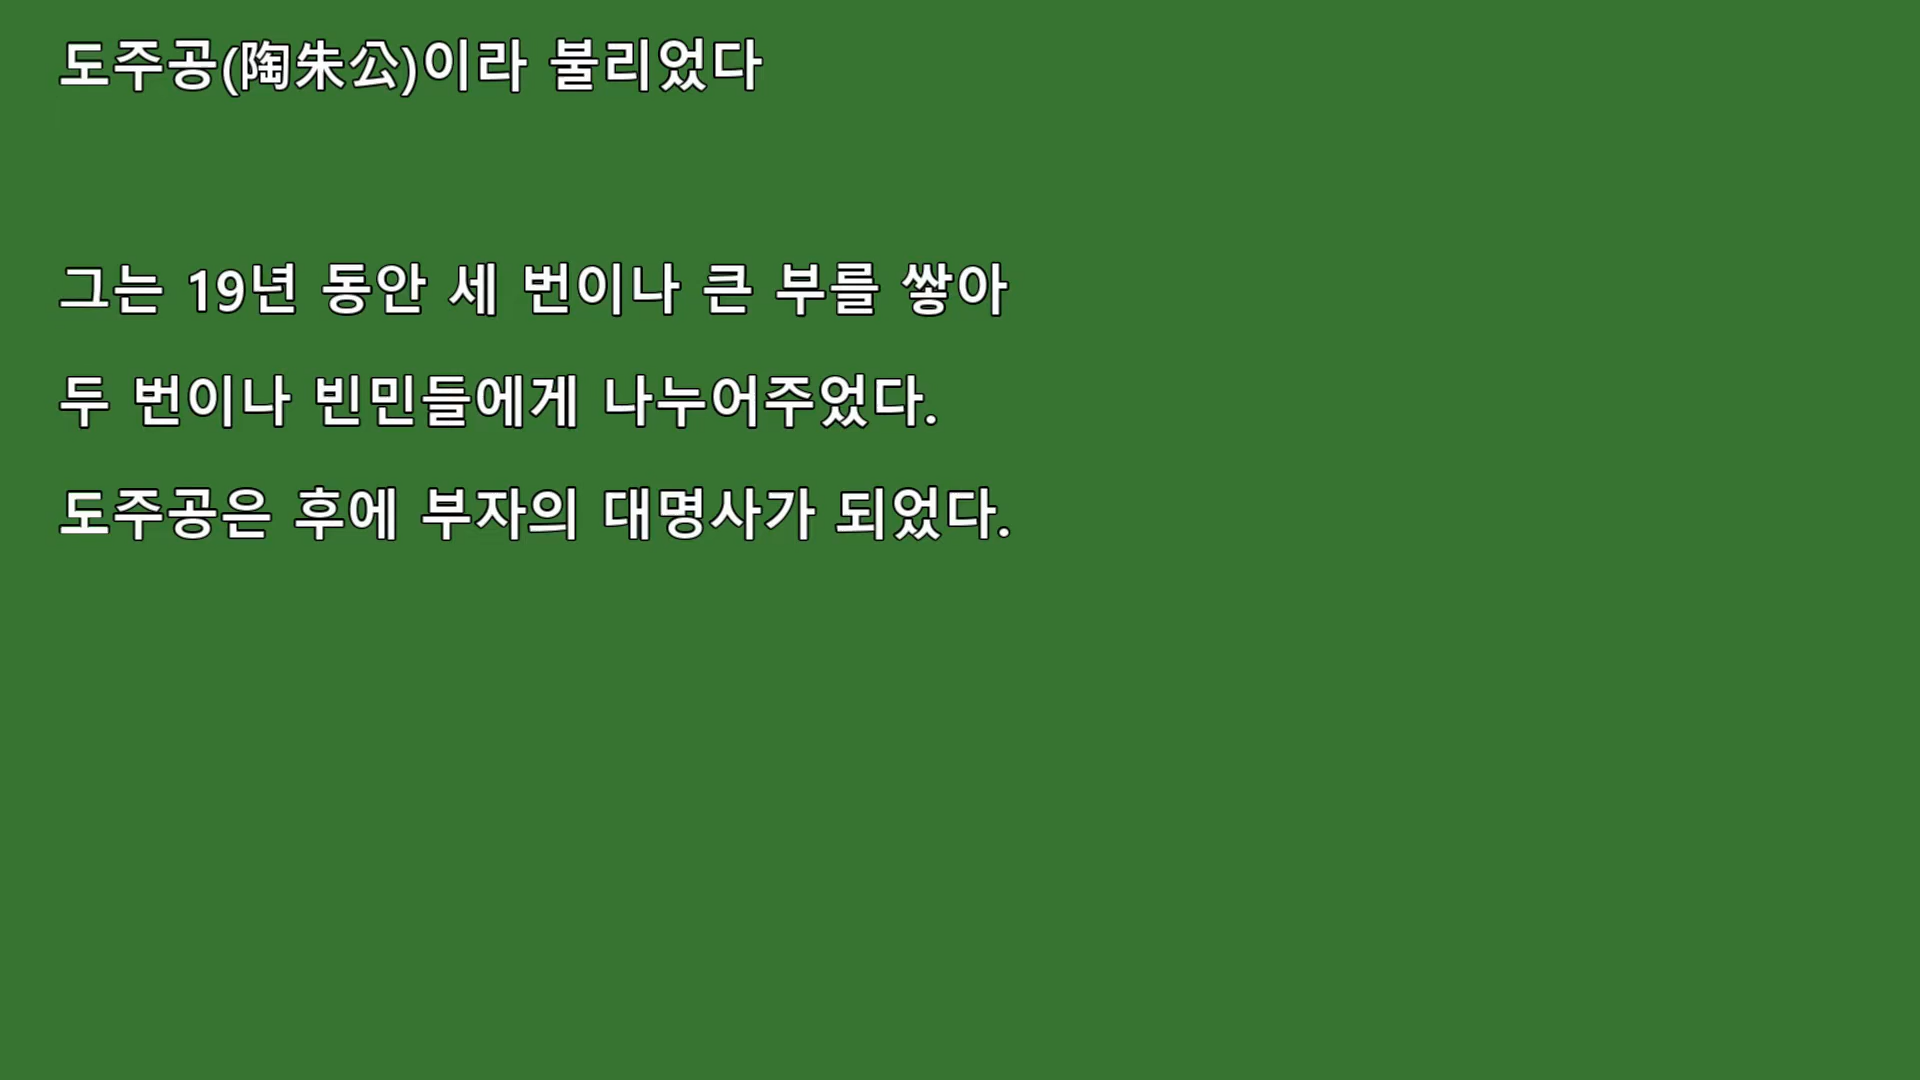 도주공(陶朱公)이라 불리었다
그는 19년 동안 세 번이나 큰 부를 쌓아
두 번이나 빈민들에게 나누어주었다.
도주공은 후에 부자의 대명사가 되었다.